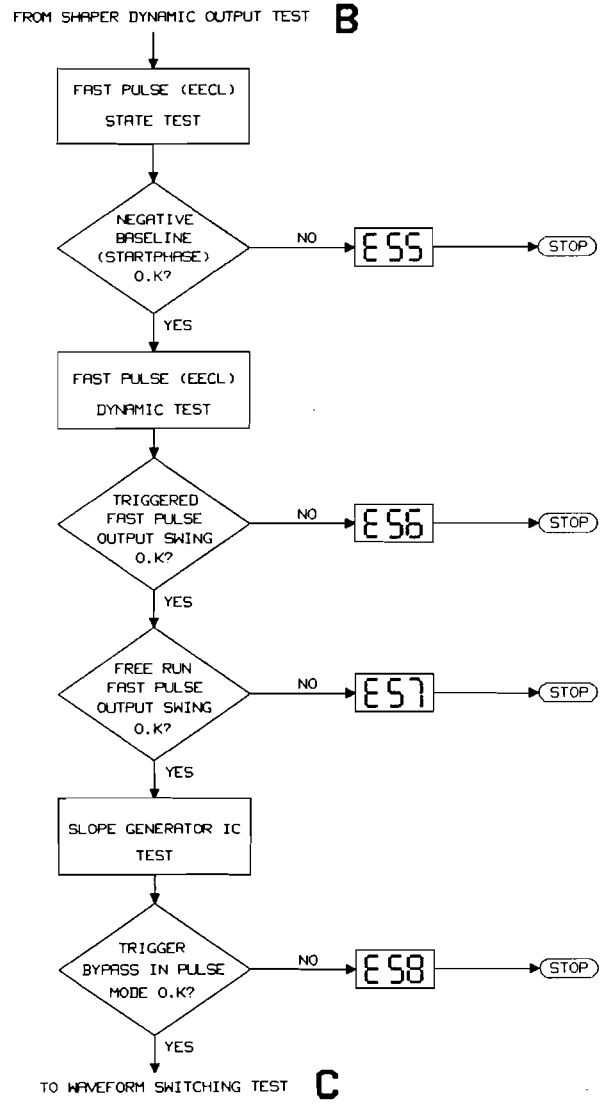 FROM SHAPER DYNAMIC OUTPUT TEST B
FAST PULSE (EECL)
STATE TEST
NEGATIVE
BASELINE
(STARTPHASE)
O.K?
NO
E55
STOP
YES
FAST PULSE (EECL)
DYNAMIC TEST
TRIGGERED
FAST PULSE
OUTPUT SWING
O.K?
NO
E56
STOP
YES
FREE RUN
FAST PULSE
OUTPUT SWING
O.K?
NO
E57
STOP
YES
SLOPE GENERATOR IC
TEST
TRIGGER
BYPASS IN PULSE
MODE O.K?
NO
E58
STOP
YES
TO WAVEFORM SWITCHING TEST C